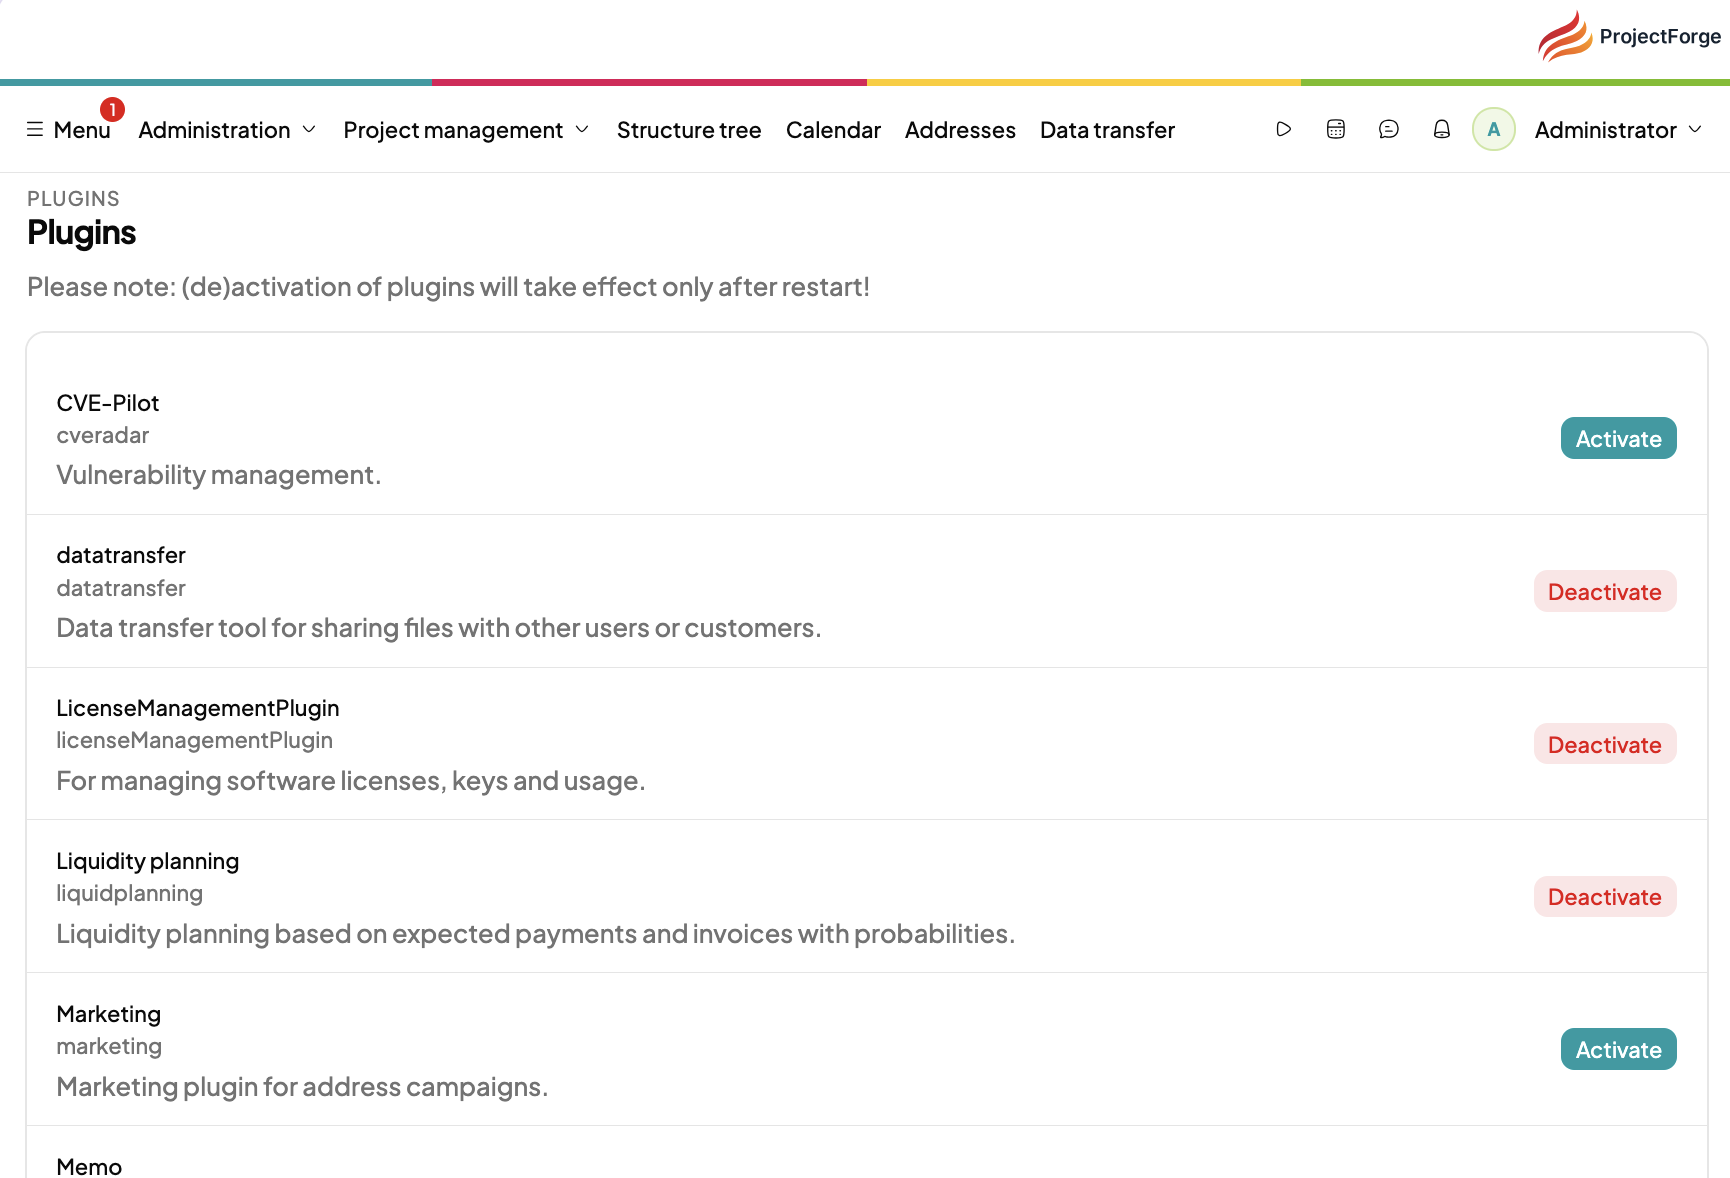 ProjectForge
Menu 1 Administration Project management Structure tree Calendar Addresses Data transfer A Administrator
PLUGINS
Plugins
Please note: (de)activation of plugins will take effect only after restart!
CVE-Pilot
cveradar
Activate
Vulnerability management.
datatransfer
datatransfer
Deactivate
Data transfer tool for sharing files with other users or customers.
LicenseManagementPlugin
licenseManagementPlugin
Deactivate
For managing software licenses, keys and usage.
Liquidity planning
liquidplanning
Deactivate
Liquidity planning based on expected payments and invoices with probabilities.
Marketing
marketing
Activate
Marketing plugin for address campaigns.
Memo